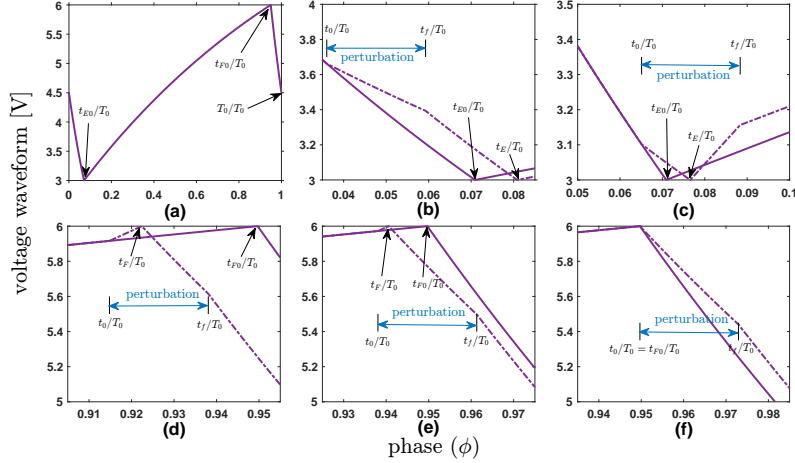 voltage waveform [V]
6
5.5
5
4.5
4
3.5
3
0
0.2
0.4
0.6
0.8
1
t_{E0}/T_0
t_{F0}/T_0
T_0/T_0
(a)
4
3.8
3.6
3.4
3.2
3
0.04
0.05
0.06
0.07
0.08
t_0/T_0
t_f/T_0
perturbation
t_{E0}/T_0
t_E/T_0
(b)
3.5
3.4
3.3
3.2
3.1
3
0.05
0.06
0.07
0.08
0.09
0.1
t_0/T_0
t_f/T_0
perturbation
t_{E0}/T_0
t_E/T_0
(c)
6
5.8
5.6
5.4
5.2
5
0.91
0.92
0.93
0.94
0.95
t_F/T_0
t_{F0}/T_0
perturbation
t_0/T_0
t_f/T_0
(d)
6
5.8
5.6
5.4
5.2
5
0.93
0.94
0.95
0.96
0.97
t_F/T_0
t_{F0}/T_0
perturbation
t_0/T_0
t_f/T_0
(e)
6
5.8
5.6
5.4
5.2
5
0.94
0.95
0.96
0.97
0.98
perturbation
t_0/T_0 = t_{F0}/T_0
t_f/T_0
(f)
phase (ϕ)